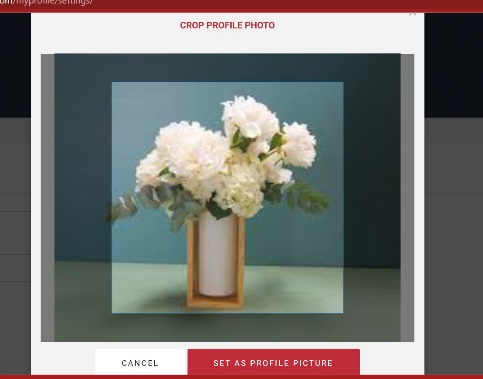 om/myprofile/settings/
CROP PROFILE PHOTO
CANCEL
SET AS PROFILE PICTURE